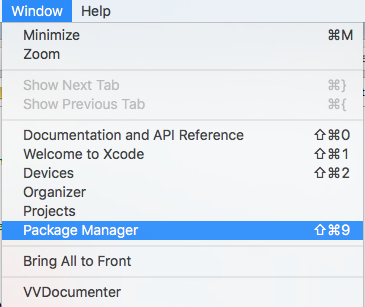 Window Help
Minimize ⌘M
Zoom
Show Next Tab ⌘}
Show Previous Tab ⌘{
Documentation and API Reference ⇧⌘0
Welcome to Xcode ⇧⌘1
Devices ⇧⌘2
Organizer
Projects
Package Manager ⇧⌘9
Bring All to Front
VVDocumenter